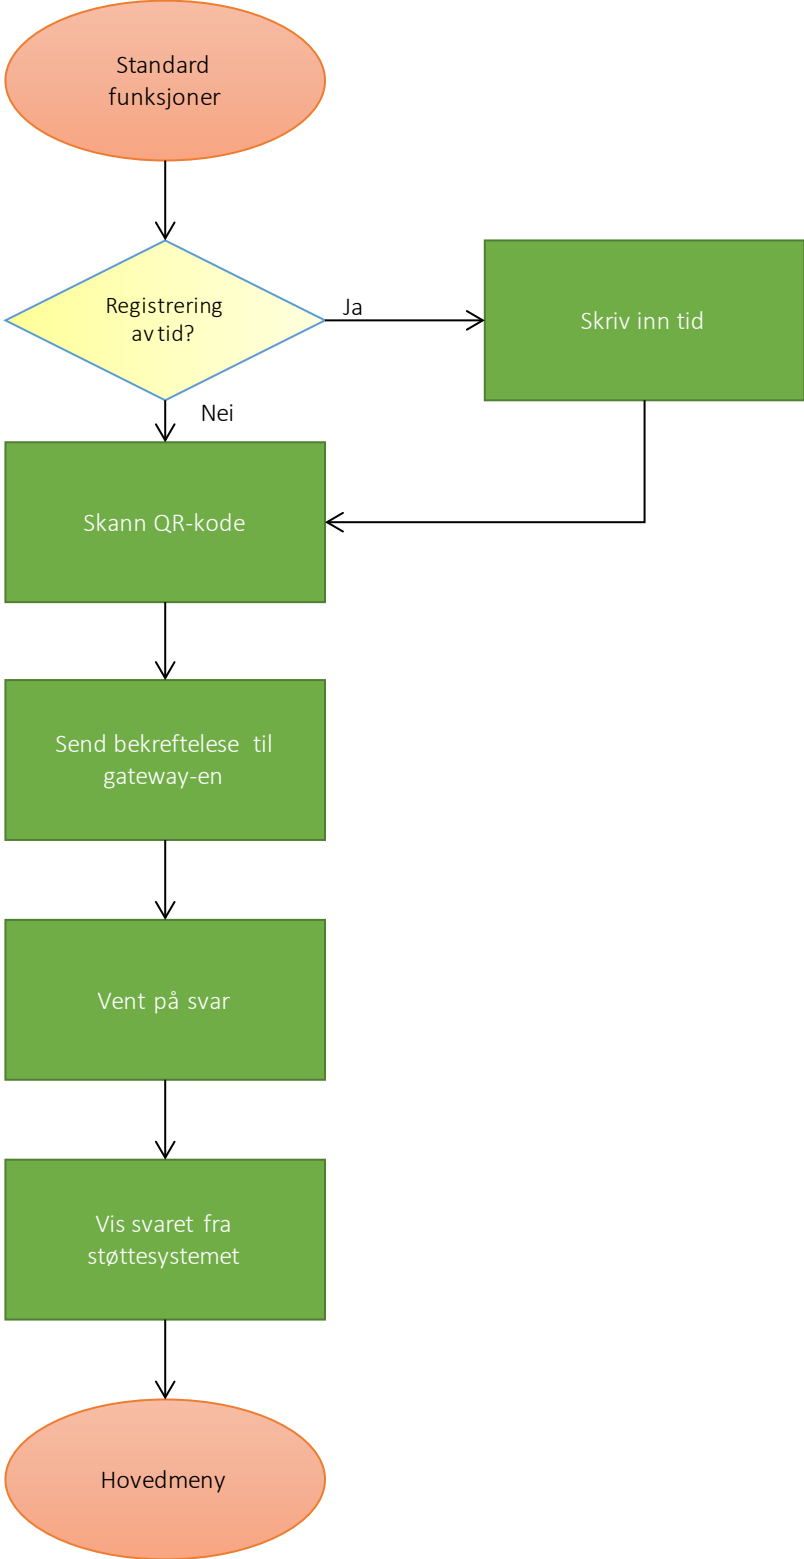 Standard
funksjoner
Registrering
av tid?
Ja
Skriv inn tid
Nei
Skann QR-kode
Send bekreftelese til
gateway-en
Vent på svar
Vis svaret fra
støttesystemet
Hovedmeny